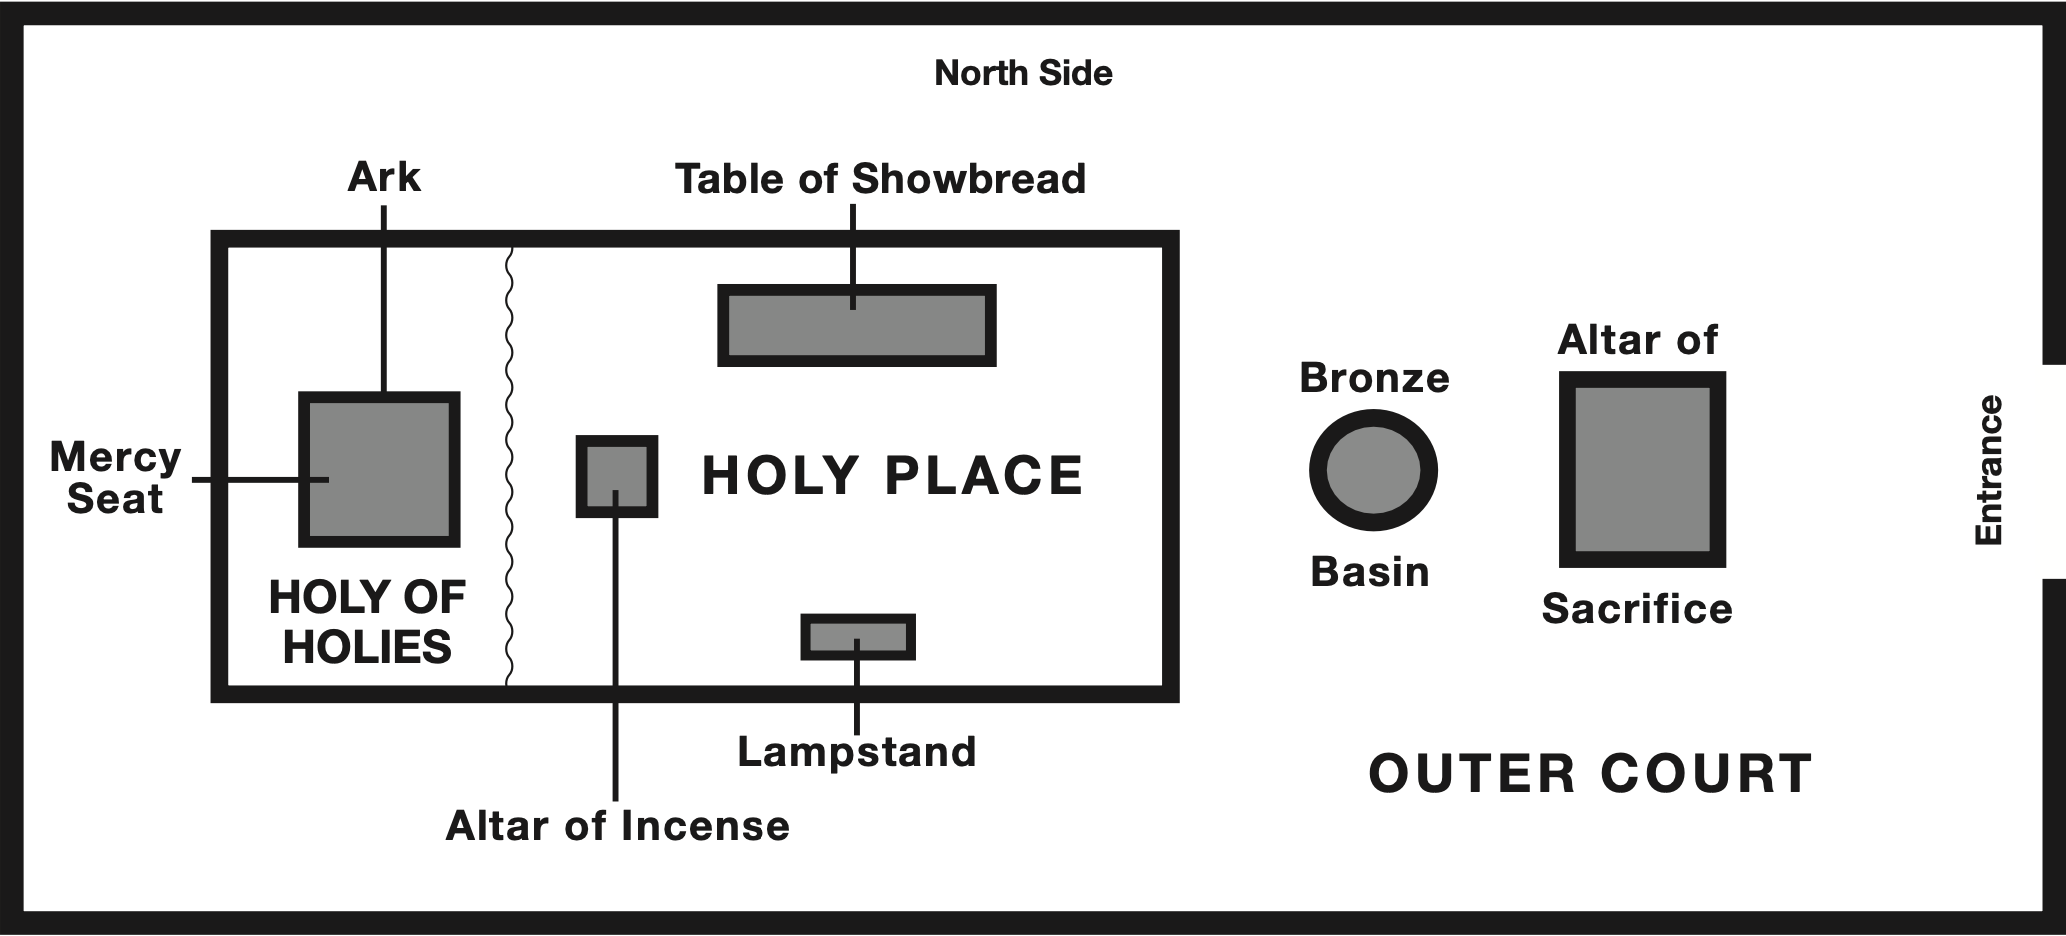 North Side
Ark
Table of Showbread
Altar of
Bronze
Entrance
Mercy
Seat
HOLY PLACE
Basin
HOLY OF
HOLIES
Sacrifice
Lampstand
OUTER COURT
Altar of Incense